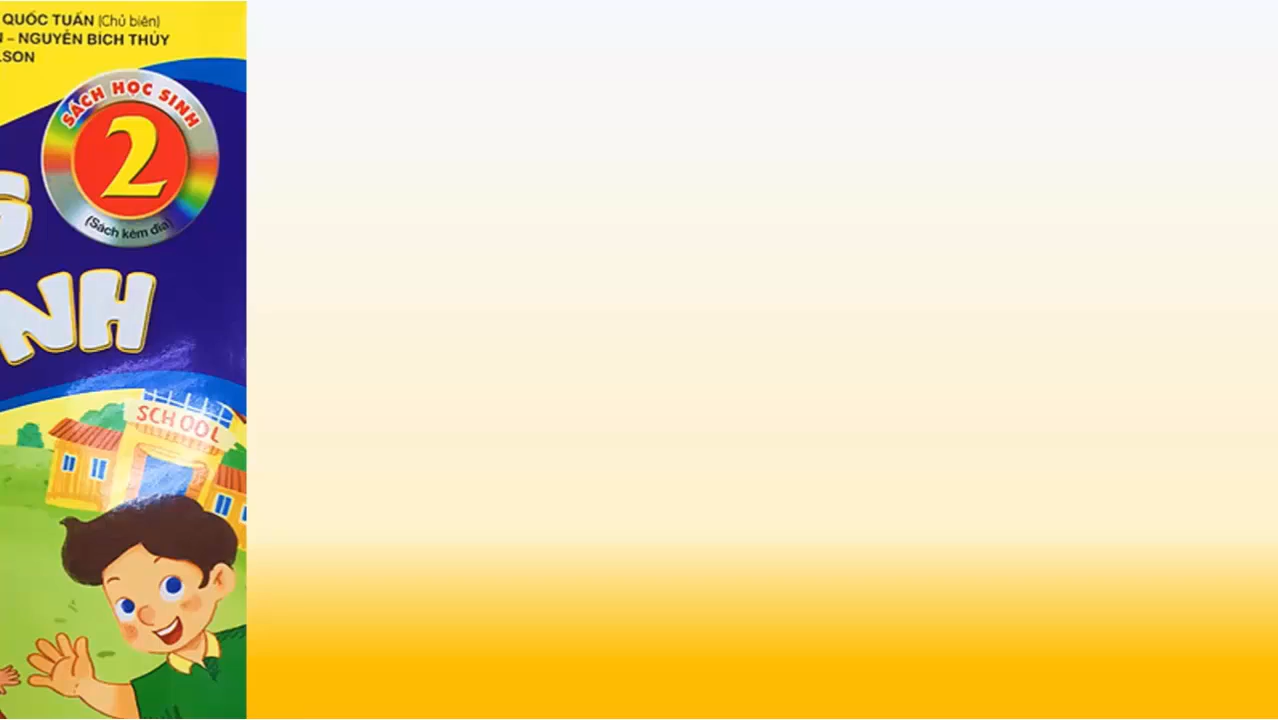 QUỐC TUẤN (Chủ biên)
– NGUYỄN BÍCH THỦY
SÁCH HỌC SINH
2
(Sách kèm đĩa)
NH
SCHOOL